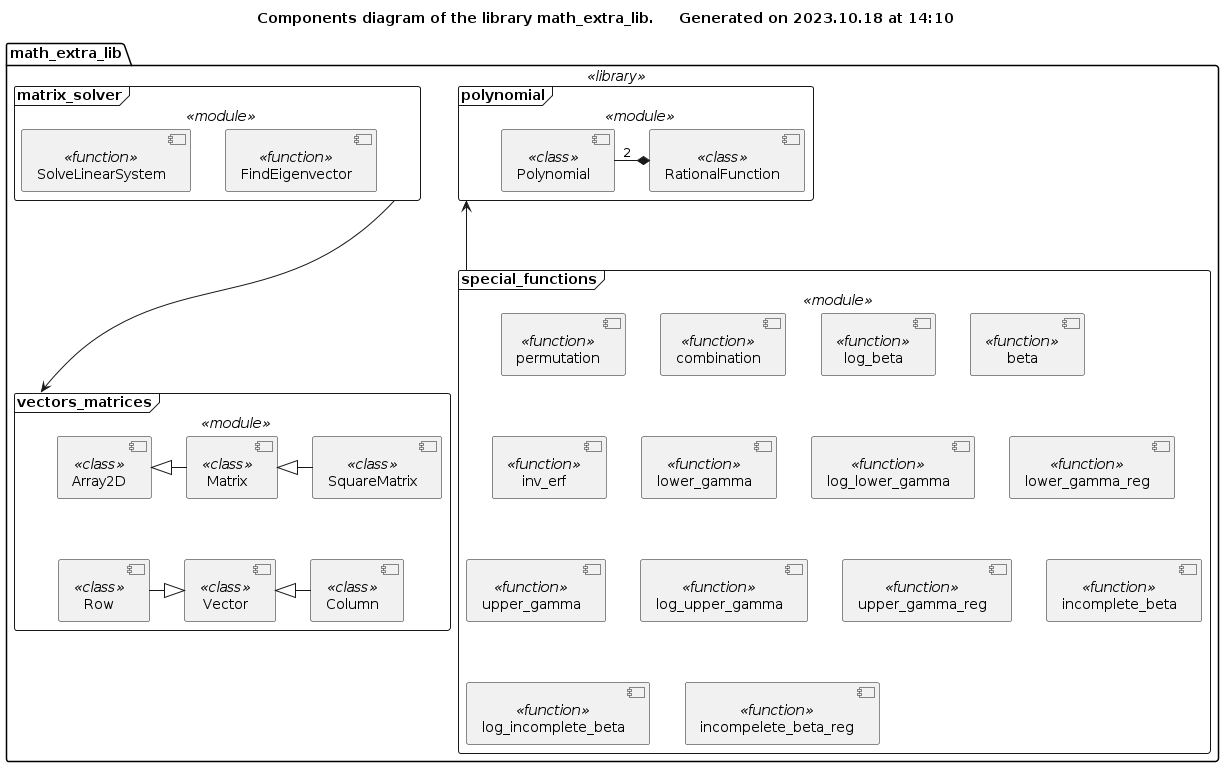 Components diagram of the library math_extra_lib.     Generated on 2023.10.18 at 14:10
math_extra_lib
«library»
matrix_solver
«module»
«function»
SolveLinearSystem
«function»
FindEigenvector
polynomial
«module»
«class»
Polynomial
2
«class»
RationalFunction
special_functions
«module»
«function»
permutation
«function»
combination
«function»
log_beta
«function»
beta
«function»
inv_erf
«function»
lower_gamma
«function»
log_lower_gamma
«function»
lower_gamma_reg
«function»
upper_gamma
«function»
log_upper_gamma
«function»
upper_gamma_reg
«function»
incomplete_beta
«function»
log_incomplete_beta
«function»
incompelete_beta_reg
vectors_matrices
«module»
«class»
Array2D
«class»
Matrix
«class»
SquareMatrix
«class»
Row
«class»
Vector
«class»
Column